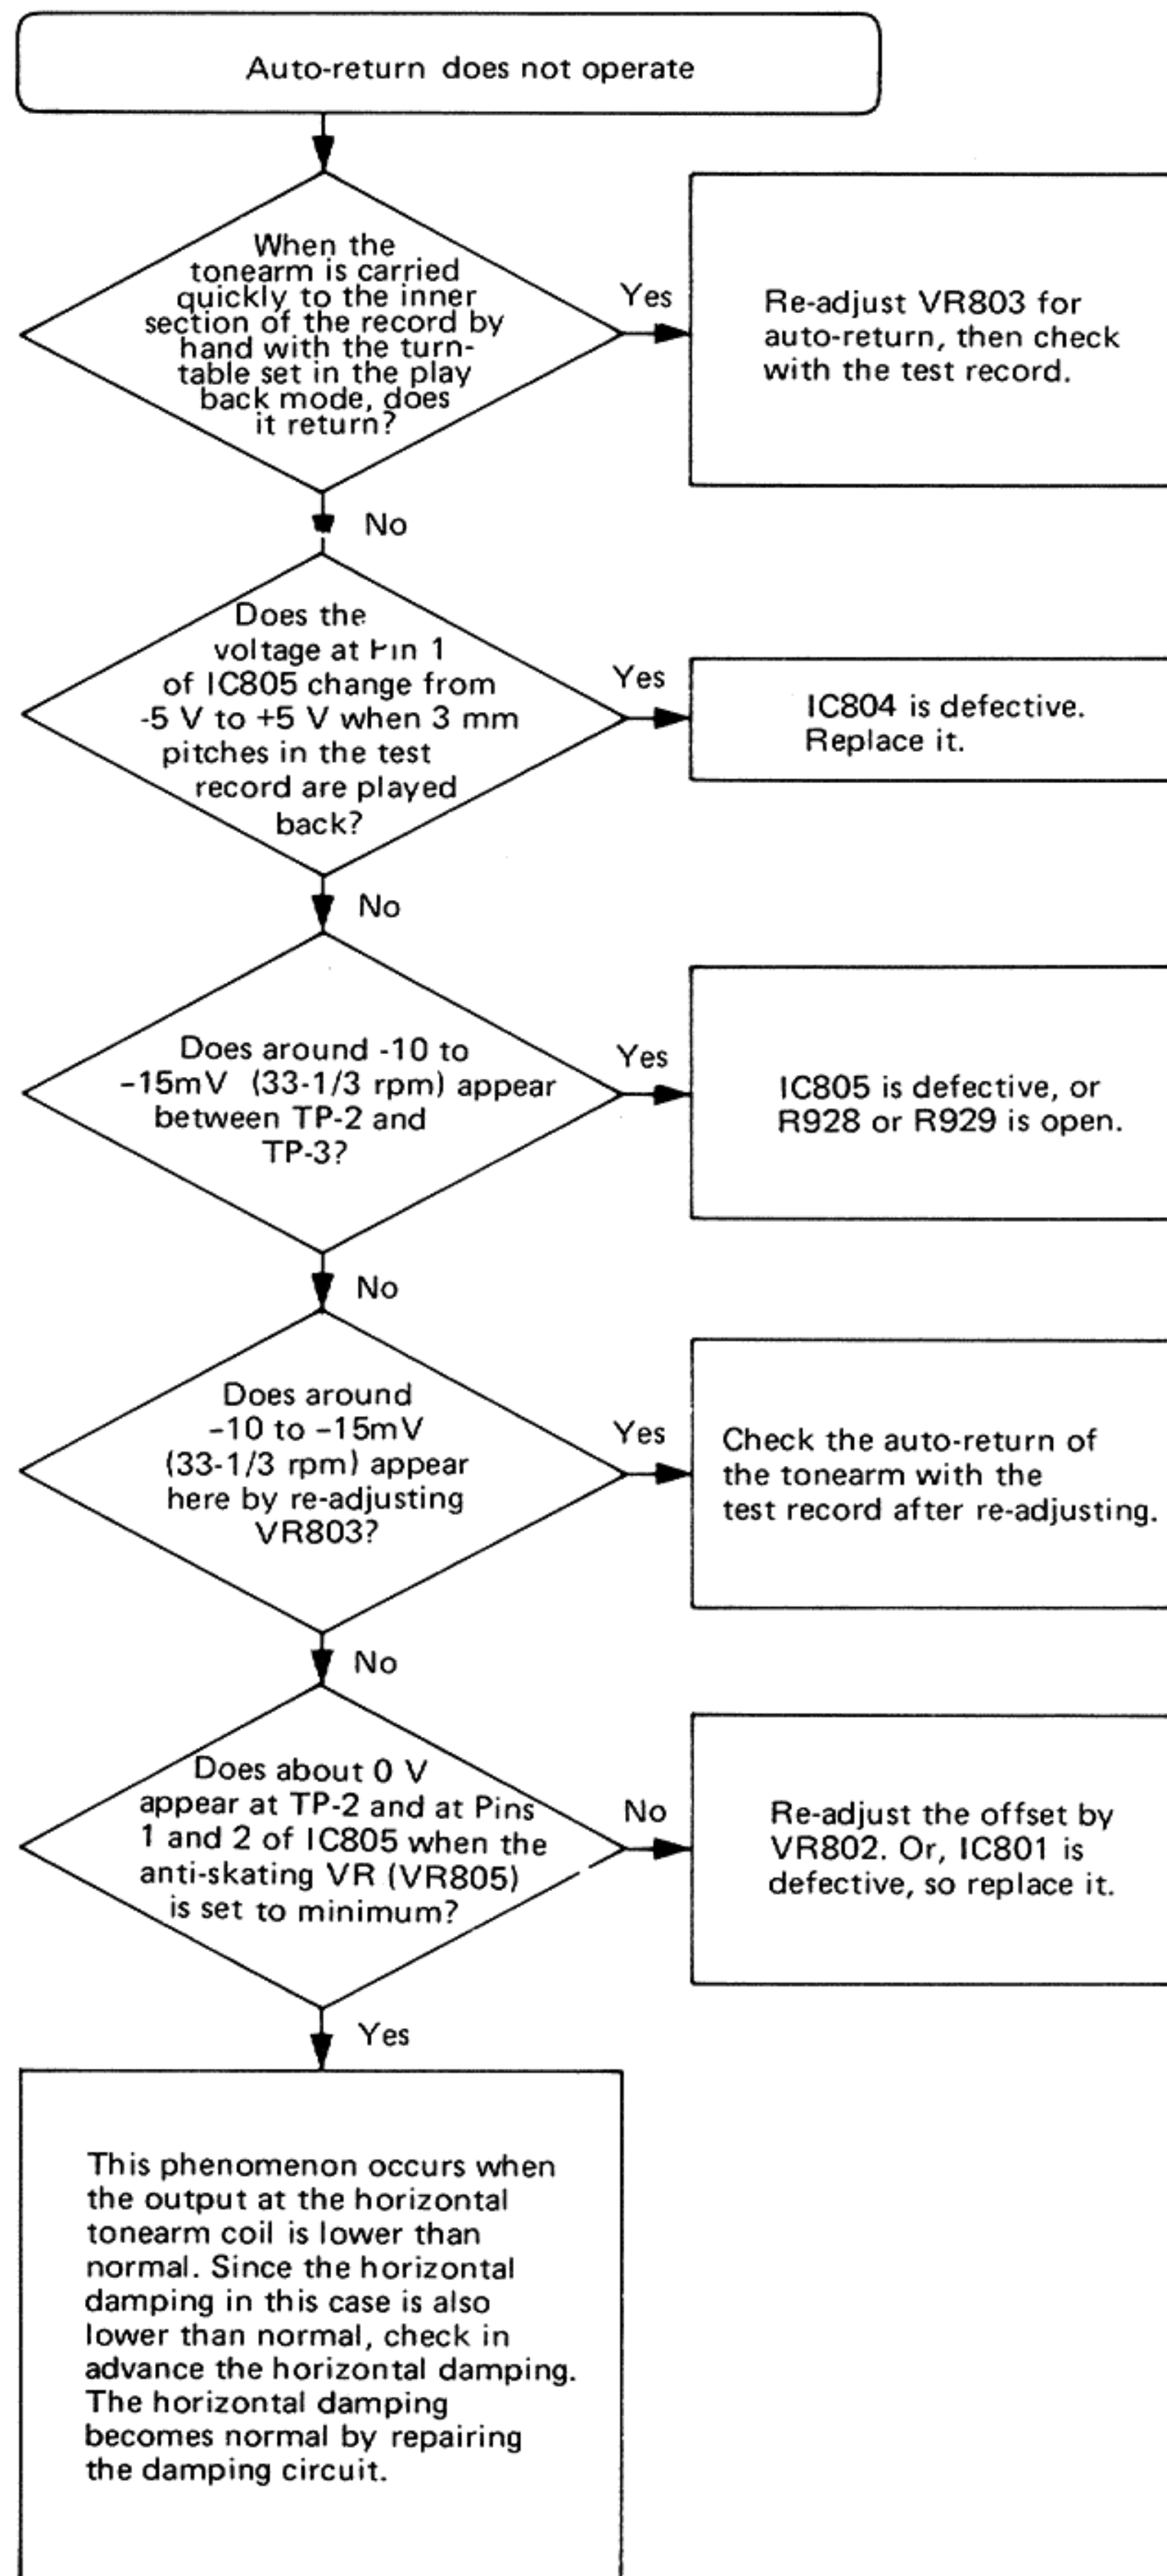 Auto-return does not operate
When the
tonearm is carried
quickly to the inner
section of the record by
hand with the turn-
table set in the play
back mode, does
it return?
Yes
Re-adjust VR803 for
auto-return, then check
with the test record.
No
Does the
voltage at Pin 1
of IC805 change from
-5 V to +5 V when 3 mm
pitches in the test
record are played
back?
Yes
IC804 is defective.
Replace it.
No
Does around -10 to
–15mV (33-1/3 rpm) appear
between TP-2 and
TP-3?
Yes
IC805 is defective, or
R928 or R929 is open.
No
Does around
–10 to –15mV
(33-1/3 rpm) appear
here by re-adjusting
VR803?
Yes
Check the auto-return of
the tonearm with the
test record after re-adjusting.
No
Does about 0 V
appear at TP-2 and at Pins
1 and 2 of IC805 when the
anti-skating VR (VR805)
is set to minimum?
No
Re-adjust the offset by
VR802. Or, IC801 is
defective, so replace it.
Yes
This phenomenon occurs when
the output at the horizontal
tonearm coil is lower than
normal. Since the horizontal
damping in this case is also
lower than normal, check in
advance the horizontal damping.
The horizontal damping
becomes normal by repairing
the damping circuit.